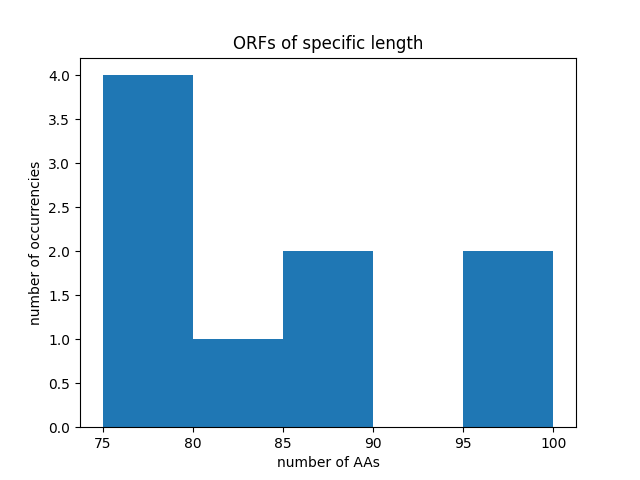 ORFs of specific length
number of occurrencies
4.0
3.5
3.0
2.5
2.0
1.5
1.0
0.5
0.0
75 80 85 90 95 100
number of AAs